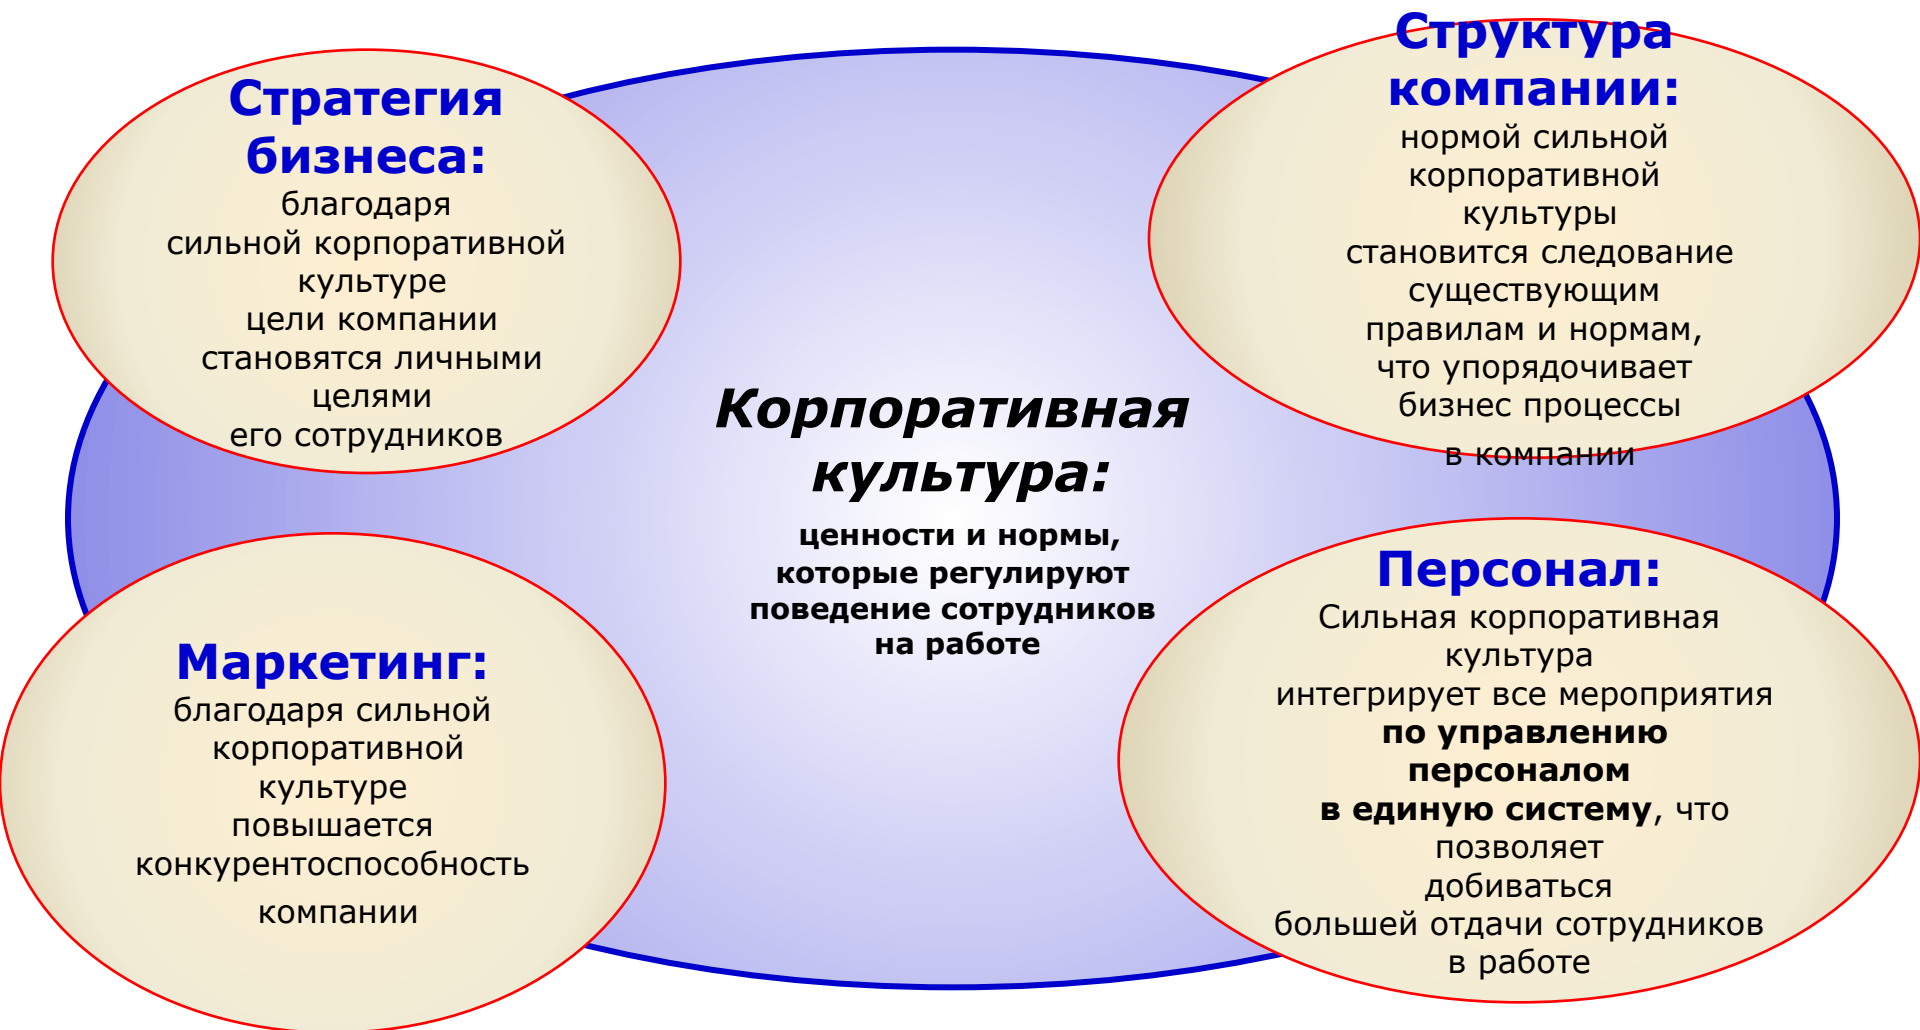 Стратегия
бизнеса:
благодаря
сильной корпоративной
культуре
цели компании
становятся личными
целями
его сотрудников
Структура
компании:
нормой сильной
корпоративной
культуры
становится следование
существующим
правилам и нормам,
что упорядочивает
бизнес процессы
в компании
Корпоративная
культура:
ценности и нормы,
которые регулируют
поведение сотрудников
на работе
Маркетинг:
благодаря сильной
корпоративной
культуре
повышается
конкурентоспособность
компании
Персонал:
Сильная корпоративная
культура
интегрирует все мероприятия
по управлению
персоналом
в единую систему, что
позволяет
добиваться
большей отдачи сотрудников
в работе